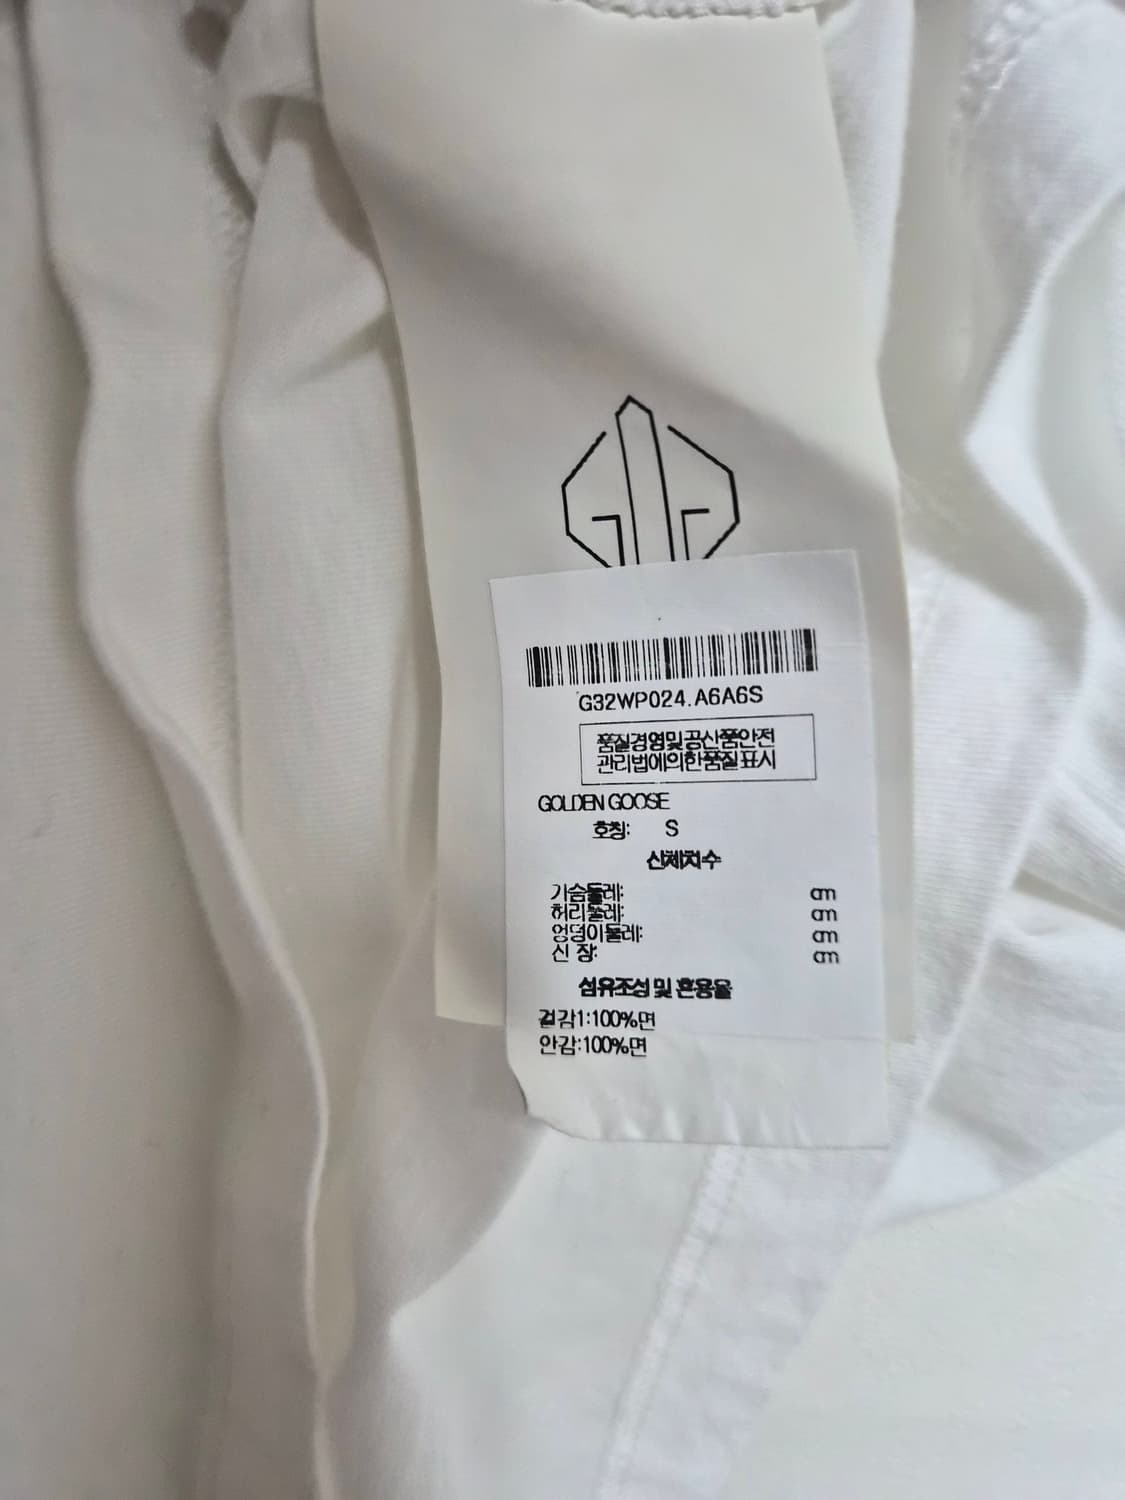 G32WP024.A6A6S
품질경영및공산품안전
관리법에의한품질표시
GOLDEN GOOSE
호칭: S
신체치수
가슴둘레: cm
허리둘레: cm
엉덩이둘레: cm
신 장: cm
섬유조성 및 혼용율
겉감1:100%면
안감:100%면